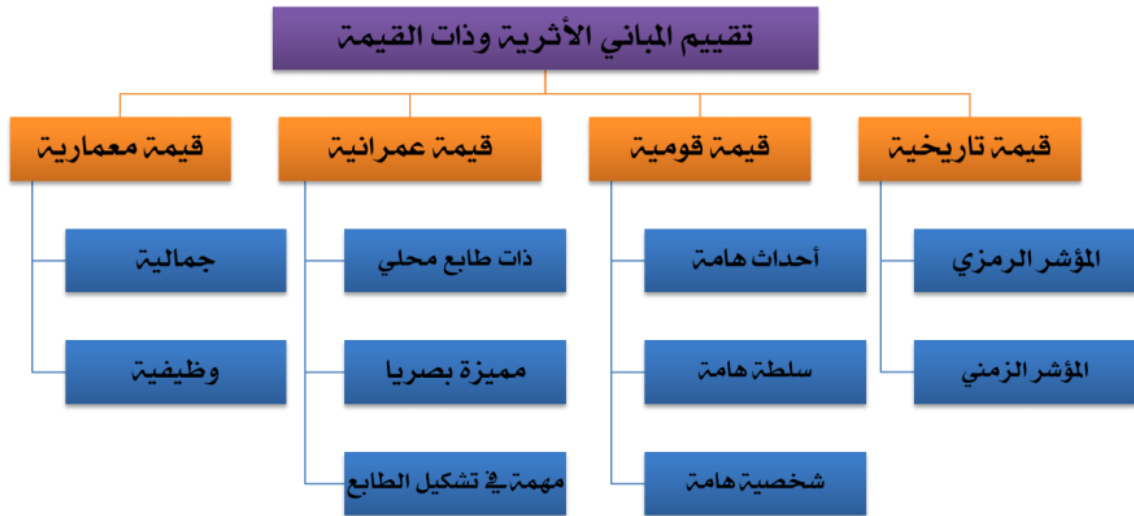 تقييم المباني الأثرية وذات القيمة
قيمة تاريخية
المؤشر الرمزي
المؤشر الزمني
قيمة قومية
أحداث هامة
سلطة هامة
شخصية هامة
قيمة عمرانية
ذات طابع محلي
مميزة بصريا
مهمة في تشكيل الطابع
قيمة معمارية
جمالية
وظيفية